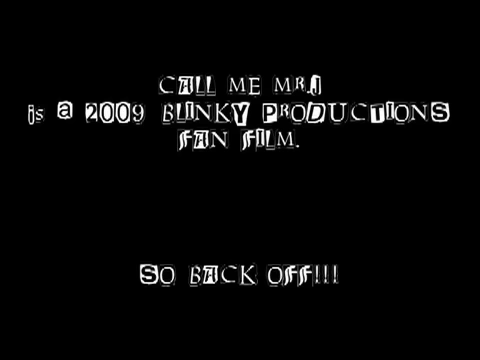 CALL ME MR.J
is a 2009 BLINKY PRODUCTIONS
FAN FILM.
SO BACK OFF!!!